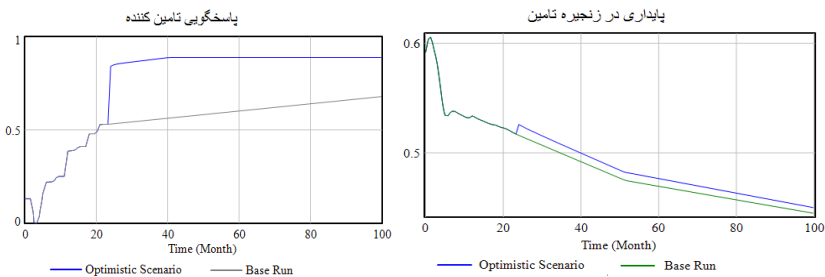 پاسخگویی تامین کننده
1
0.5
0
0 20 40 60 80 100
Time (Month)
Optimistic Scenario Base Run
پایداری در زنجیره تامین
0.6
0.5
0 20 40 60 80 100
Time (Month)
Optimistic Scenario Base Run